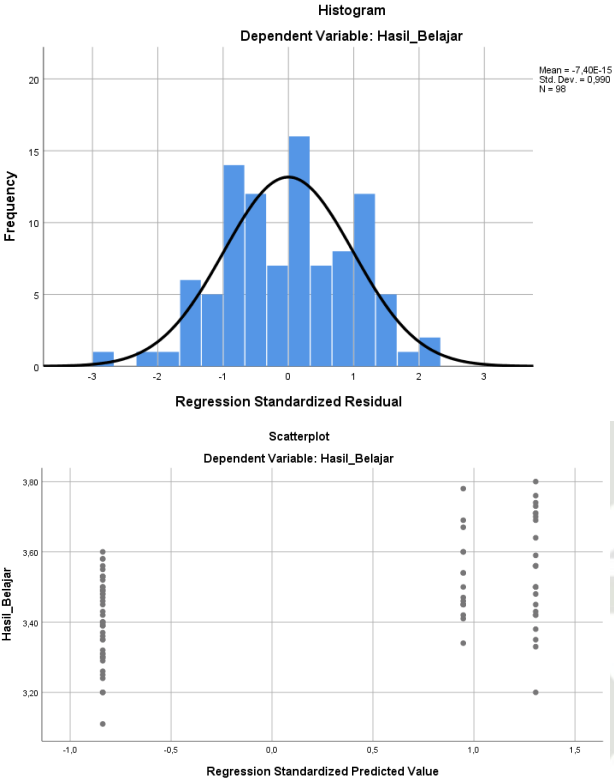 Histogram
Dependent Variable: Hasil_Belajar
Mean = -7,40E-15
Std. Dev. = 0,990
N = 98
20
15
10
5
0
Frequency
-3 -2 -1 0 1 2 3
Regression Standardized Residual
Scatterplot
Dependent Variable: Hasil_Belajar
3,80
3,60
3,40
3,20
Hasil_Belajar
-1,0 -0,5 0,0 0,5 1,0 1,5
Regression Standardized Predicted Value